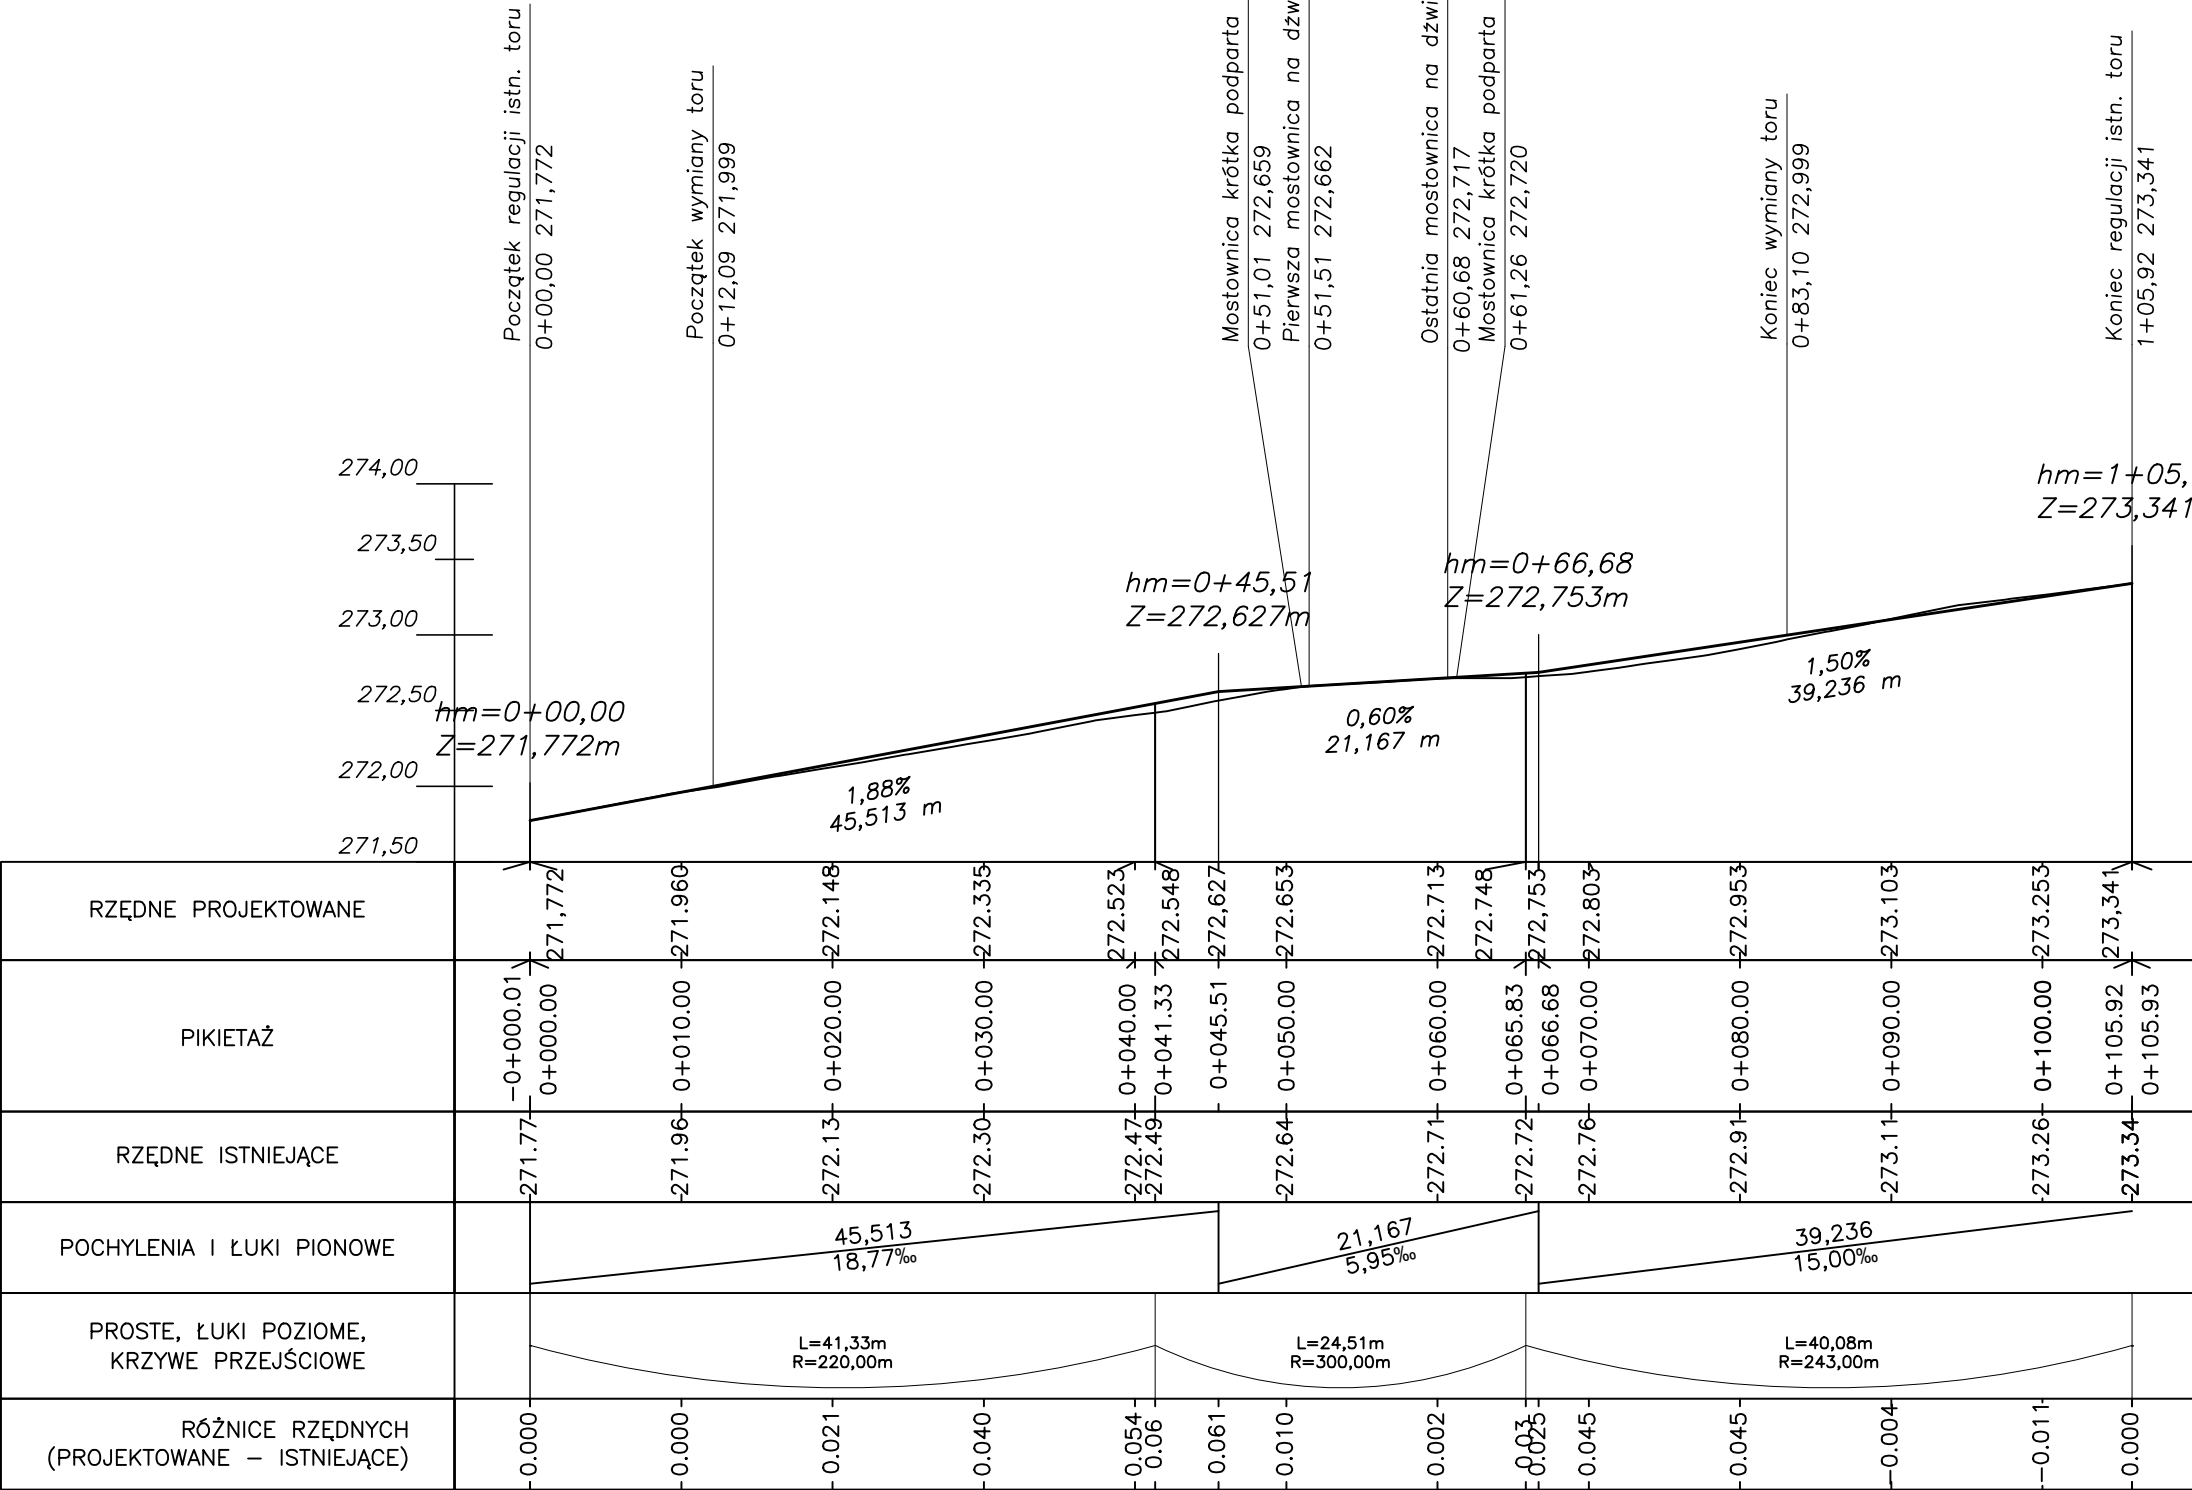 Początek regulacji istn. toru
0+00,00 271,772
Początek wymiany toru
0+12,09 271,999
Mostownica krótka podparta
0+51,01 272,659
Pierwsza mostownica na
0+51,51 272,662
Ostatnia mostownica na
0+60,68 272,717
Mostownica krótka podparta
0+61,26 272,720
Koniec wymiany toru
0+83,10 272,999
Koniec regulacji istn. toru
1+05,92 273,341
274,00
273,50
273,00
272,50
272,00
271,50
hm=0+00,00
Z=271,772m
hm=0+45,51
Z=272,627m
hm=0+66,68
Z=272,753m
hm=1+05,
Z=273,341
1,88%
45,513 m
0,60%
21,167 m
1,50%
39,236 m
RZĘDNE PROJEKTOWANE
271,772
271.960
272.148
272.335
272.523
272.548
272,627
272.653
272.713
272.748
272,753
272.803
272.953
273.103
273.253
273,341
PIKIETAŻ
-0+000.01
0+000.00
0+010.00
0+020.00
0+030.00
0+040.00
0+041.33
0+045.51
0+050.00
0+060.00
0+065.83
0+066.68
0+070.00
0+080.00
0+090.00
0+100.00
0+105.92
0+105.93
RZĘDNE ISTNIEJĄCE
271.77
271.96
272.13
272.30
272.47
272.49
272.64
272.71
272.72
272.76
272.91
273.11
273.26
273.34
POCHYLENIA I ŁUKI PIONOWE
45,513
18,77‰
21,167
5,95‰
39,236
15,00‰
PROSTE, ŁUKI POZIOME,
KRZYWE PRZEJŚCIOWE
L=41,33m
R=220,00m
L=24,51m
R=300,00m
L=40,08m
R=243,00m
RÓŻNICE RZĘDNYCH
(PROJEKTOWANE – ISTNIEJĄCE)
0.000
0.000
0.021
0.040
0.054
0.06
0.061
0.010
0.002
0.03
0.025
0.045
0.045
-0.004
-0.011
0.000